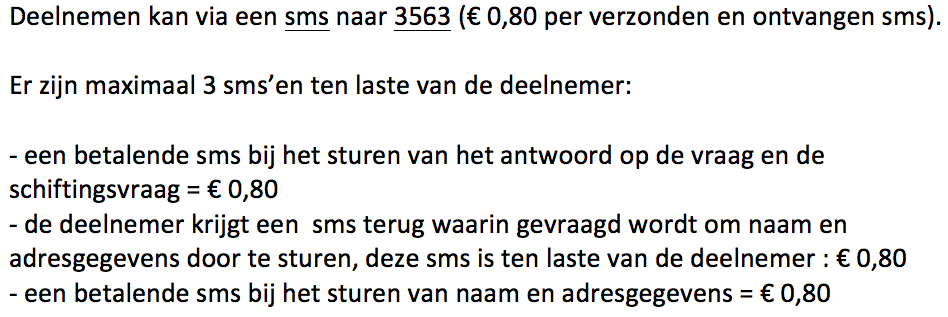 Deelnemen kan via een sms naar 3563 (€ 0,80 per verzonden en ontvangen sms).
Er zijn maximaal 3 sms’en ten laste van de deelnemer:
- een betalende sms bij het sturen van het antwoord op de vraag en de
schiftingsvraag = € 0,80
- de deelnemer krijgt een  sms terug waarin gevraagd wordt om naam en
adresgegevens door te sturen, deze sms is ten laste van de deelnemer : € 0,80
- een betalende sms bij het sturen van naam en adresgegevens = € 0,80